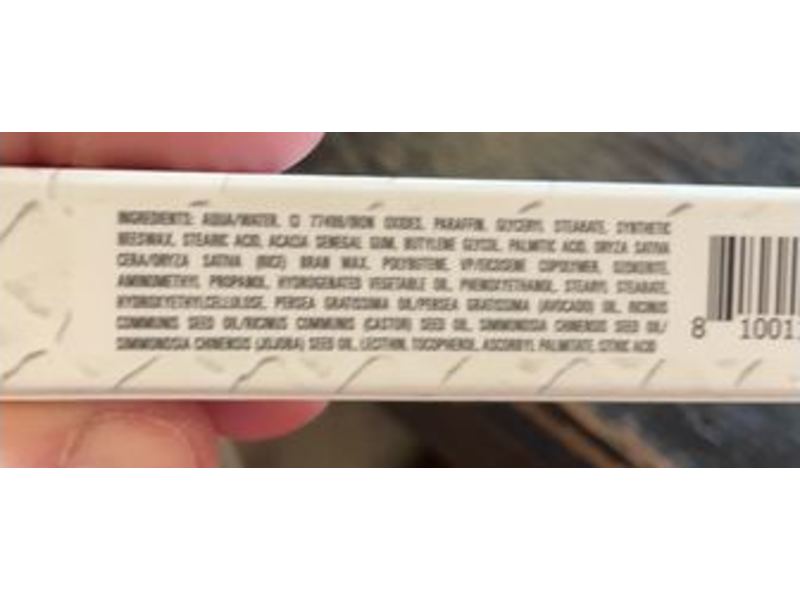 INGREDIENTS: AQUA/WATER, CI 77499/IRON OXIDES, PARAFFIN, GLYCERYL STEARATE, SYNTHETIC
BEESWAX, STEARIC ACID, ACACIA SENEGAL GUM, BUTYLENE GLYCOL, PALMITIC ACID, ORYZA SATIVA
CERA/ORYZA SATIVA (RICE) BRAN WAX, POLYBUTENE, VP/EICOSENE COPOLYMER, OZOKERITE,
AMINOMETHYL PROPANOL, HYDROGENATED VEGETABLE OIL, PHENOXYETHANOL, STEARYL STEARATE,
HYDROXYETHYLCELLULOSE, PERSEA GRATISSIMA OIL/PERSEA GRATISSIMA (AVOCADO) OIL, RICINUS
COMMUNIS SEED OIL/RICINUS COMMUNIS (CASTOR) SEED OIL, SIMMONDSIA CHINENSIS SEED OIL/
SIMMONDSIA CHINENSIS (JOJOBA) SEED OIL, LECITHIN, TOCOPHEROL, ASCORBYL PALMITATE, CITRIC ACID
8 1001